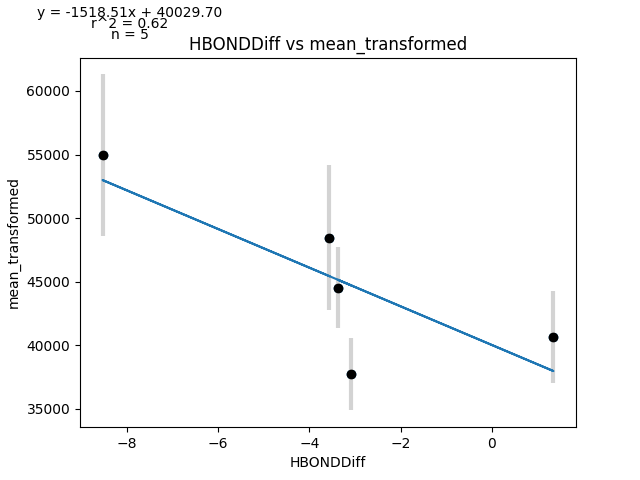 y = -1518.51x + 40029.70
r^2 = 0.62
n = 5
HBONDDiff vs mean_transformed
60000
55000
50000
45000
40000
35000
mean_transformed
−8
−6
−4
−2
0
HBONDDiff